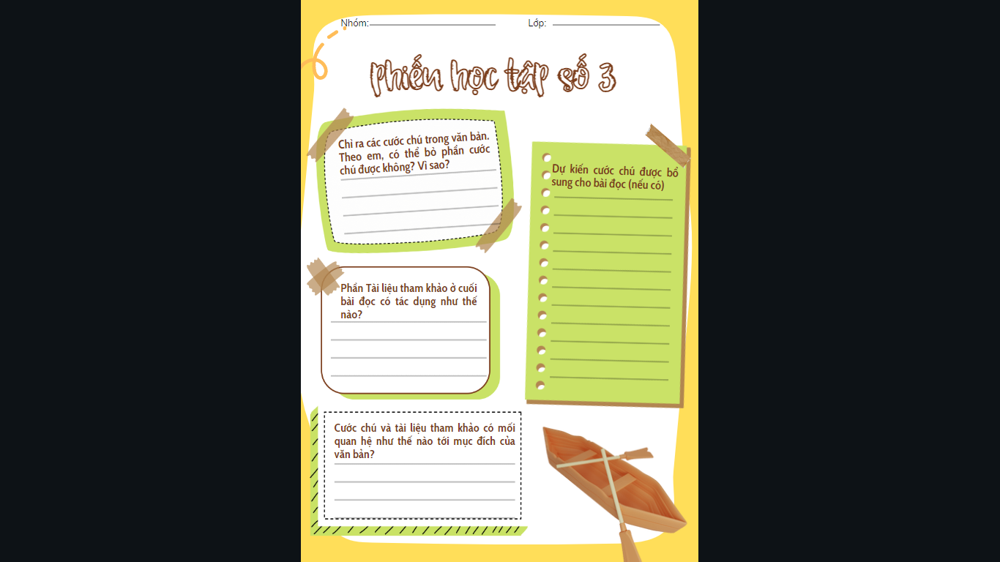 Nhóm:
Lớp:
Phiếu học tập số 3
Chỉ ra các cước chú trong văn bản.
Theo em, có thể bỏ phần cước
chú được không? Vì sao?
Dự kiến cước chú được bổ
sung cho bài đọc (nếu có)
Phần Tài liệu tham khảo ở cuối
bài đọc có tác dụng như thế
nào?
Cước chú và tài liệu tham khảo có mối
quan hệ như thế nào tới mục đích của
văn bản?